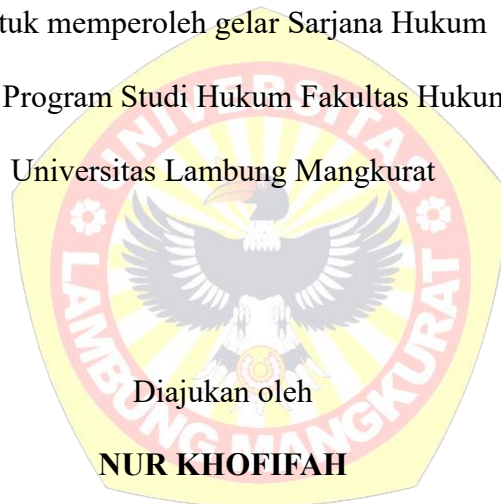 tuk memperoleh gelar Sarjana Hukum
Program Studi Hukum Fakultas Hukum
Universitas Lambung Mangkurat
UNIVERSITAS
LAMBUNG MANGKURAT
Diajukan oleh
NUR KHOFIFAH